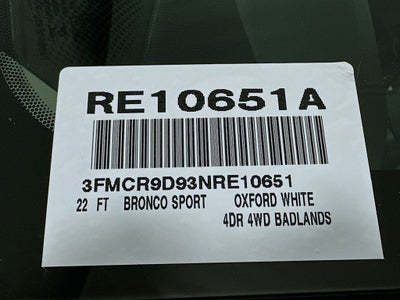 RE10651A
3FMCR9D93NRE10651
22 FT BRONCO SPORT OXFORD WHITE
4DR 4WD BADLANDS